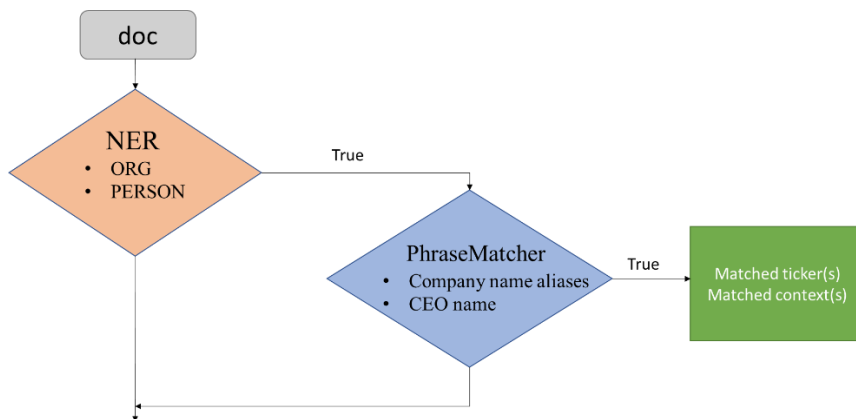 doc
NER
• ORG
• PERSON
True
PhraseMatcher
• Company name aliases
• CEO name
True
Matched ticker(s)
Matched context(s)